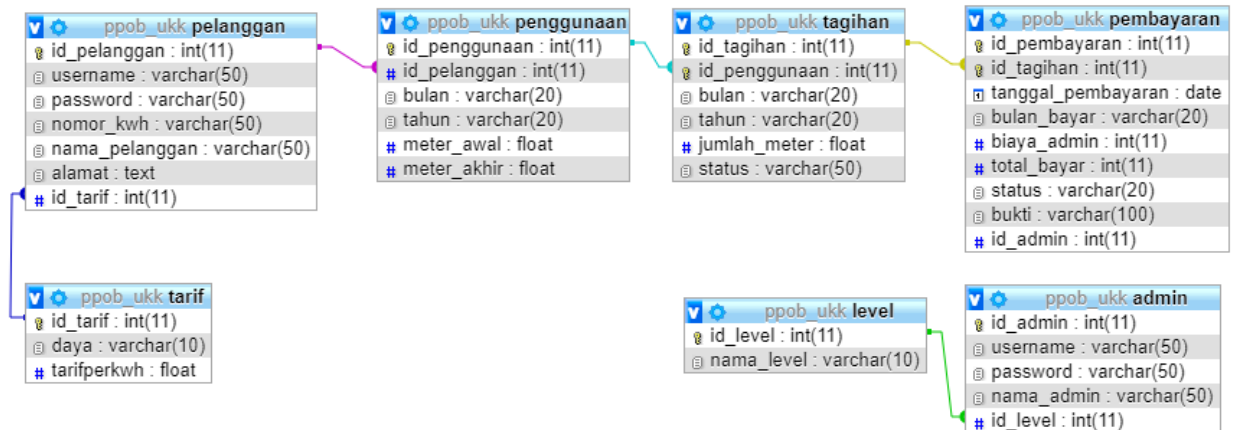 ppob_ukk pelanggan
id_pelanggan : int(11)
username : varchar(50)
password : varchar(50)
nomor_kwh : varchar(50)
nama_pelanggan : varchar(50)
alamat : text
id_tarif : int(11)
ppob_ukk penggunaan
id_penggunaan : int(11)
id_pelanggan : int(11)
bulan : varchar(20)
tahun : varchar(20)
meter_awal : float
meter_akhir : float
ppob_ukk tagihan
id_tagihan : int(11)
id_penggunaan : int(11)
bulan : varchar(20)
tahun : varchar(20)
jumlah_meter : float
status : varchar(50)
ppob_ukk pembayaran
id_pembayaran : int(11)
id_tagihan : int(11)
tanggal_pembayaran : date
bulan_bayar : varchar(20)
biaya_admin : int(11)
total_bayar : int(11)
status : varchar(20)
bukti : varchar(100)
id_admin : int(11)
ppob_ukk tarif
id_tarif : int(11)
daya : varchar(10)
tarifperkwh : float
ppob_ukk level
id_level : int(11)
nama_level : varchar(10)
ppob_ukk admin
id_admin : int(11)
username : varchar(50)
password : varchar(50)
nama_admin : varchar(50)
id_level : int(11)